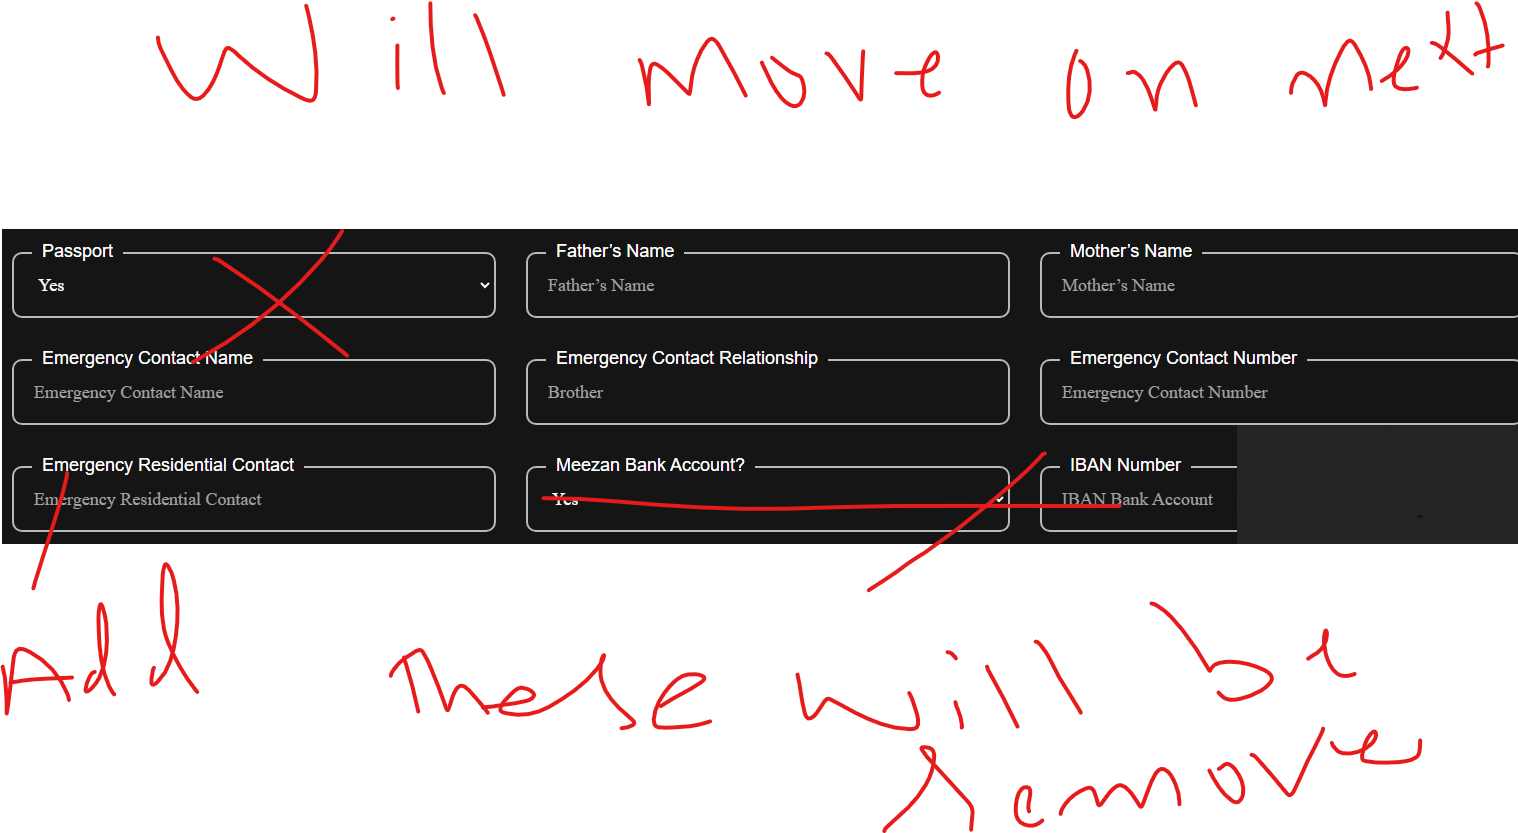 Will move on next
Passport Father’s Name Mother’s Name
Yes Father’s Name Mother’s Name
Emergency Contact Name Emergency Contact Relationship Emergency Contact Number
Emergency Contact Name Brother Emergency Contact Number
Emergency Residential Contact Meezan Bank Account? IBAN Number
Emergency Residential Contact Yes IBAN Bank Account
Add These will be
remove